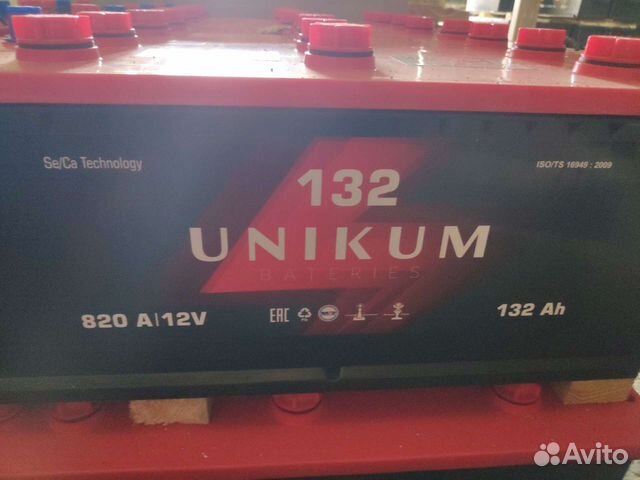 Se/Ca Technology
ISO/TS 16949 : 2009
132
UNIKUM
BATERIES
820 A|12V
EAC
132 Ah
Avito